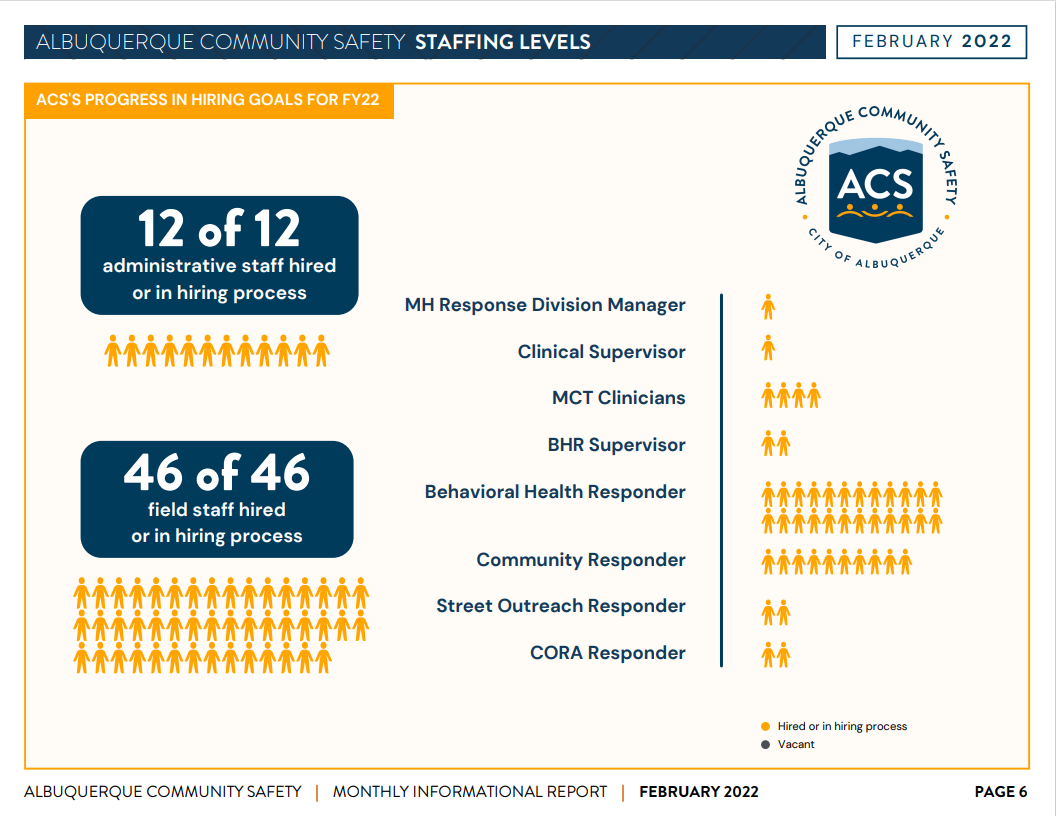 ALBUQUERQUE COMMUNITY SAFETY STAFFING LEVELS
FEBRUARY 2022
ACS'S PROGRESS IN HIRING GOALS FOR FY22
ALBUQUERQUE COMMUNITY SAFETY
ACS
CITY OF ALBUQUERQUE
12 of 12
administrative staff hired
or in hiring process
46 of 46
field staff hired
or in hiring process
MH Response Division Manager
Clinical Supervisor
MCT Clinicians
BHR Supervisor
Behavioral Health Responder
Community Responder
Street Outreach Responder
CORA Responder
Hired or in hiring process
Vacant
ALBUQUERQUE COMMUNITY SAFETY | MONTHLY INFORMATIONAL REPORT | FEBRUARY 2022
PAGE 6